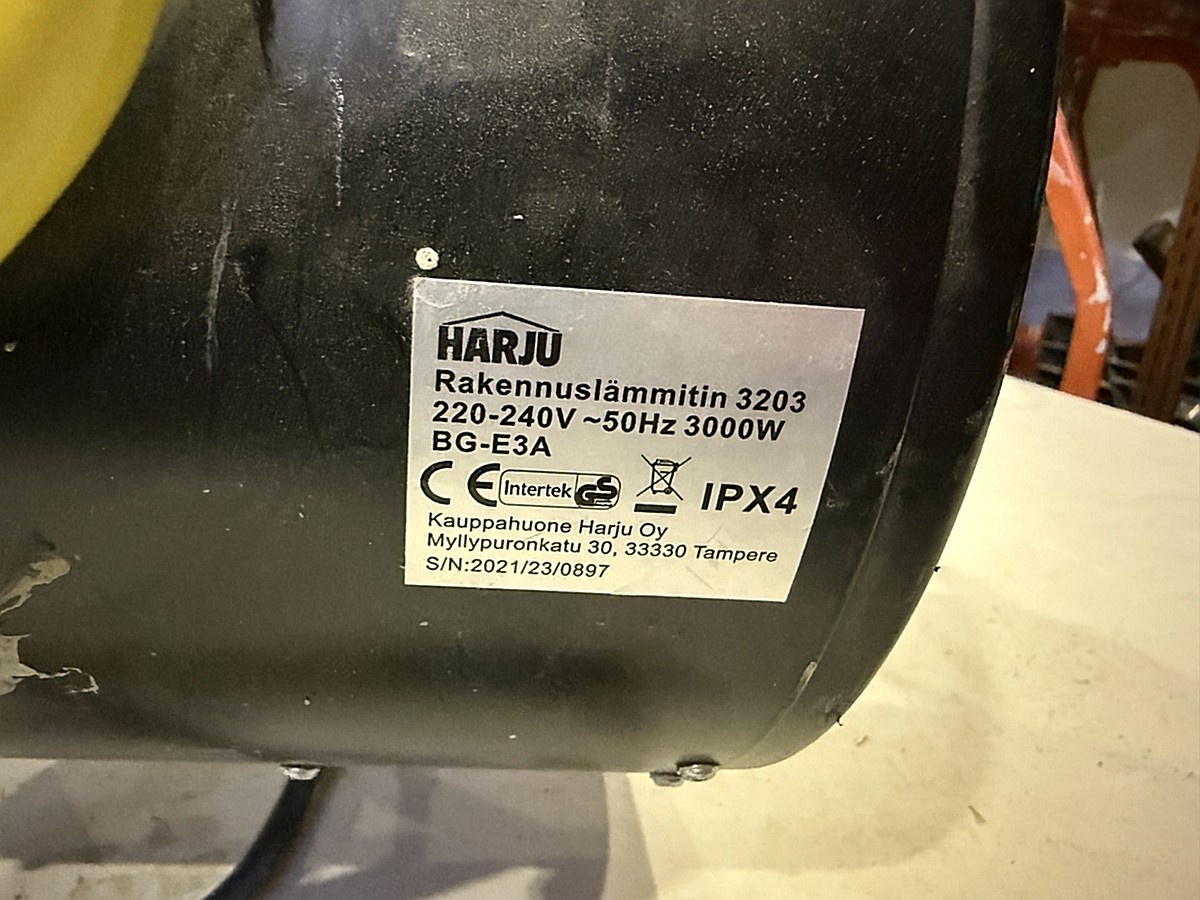 HARJU
Rakennuslämmitin 3203
220-240V ~50Hz 3000W
BG-E3A
CE Intertek GS IPX4
Kauppahuone Harju Oy
Myllypuronkatu 30, 33330 Tampere
S/N:2021/23/0897